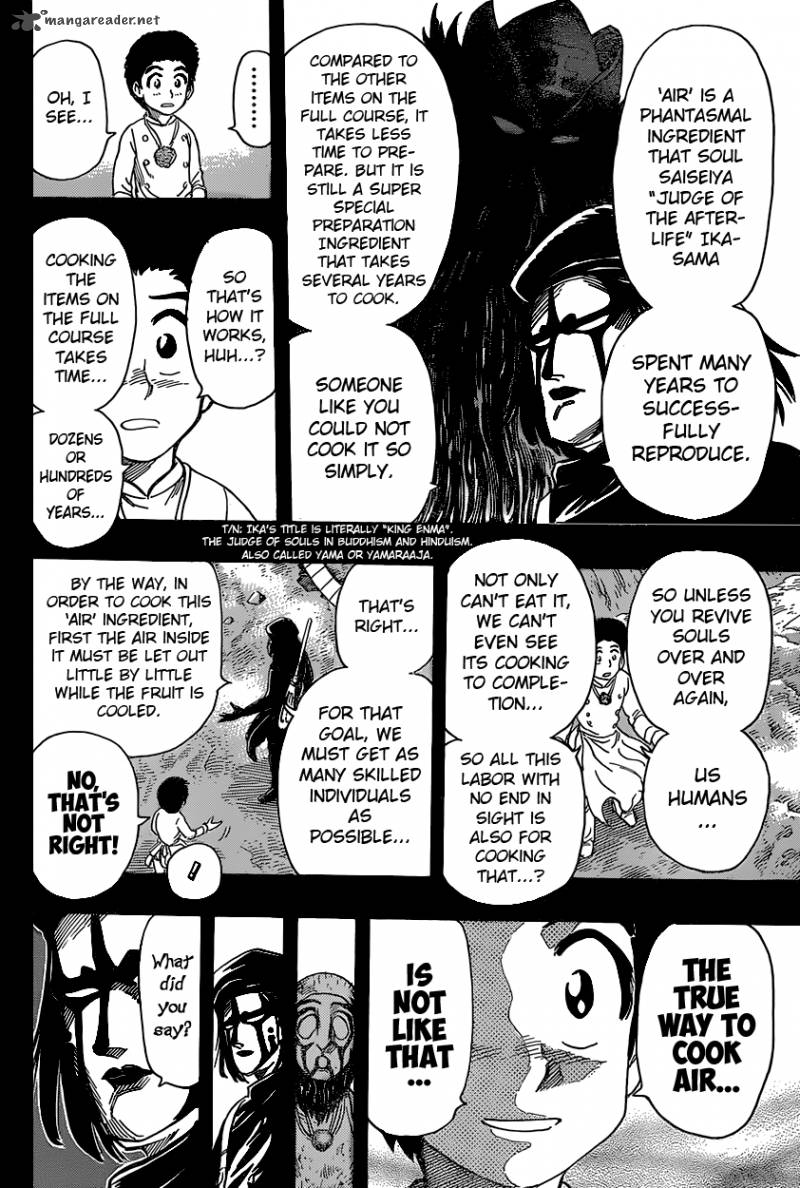 mangareader.net
'AIR' IS A
PHANTASMAL
INGREDIENT
THAT SOUL
SAISEIYA
"JUDGE OF
THE AFTER-
LIFE" IKA-
SAMA
SPENT MANY
YEARS TO
SUCCESS-
FULLY
REPRODUCE.
COMPARED TO
THE OTHER
ITEMS ON THE
FULL COURSE, IT
TAKES LESS
TIME TO PRE-
PARE. BUT IT IS
STILL A SUPER
SPECIAL
PREPARATION
INGREDIENT
THAT TAKES
SEVERAL YEARS
TO COOK.
SOMEONE
LIKE YOU
COULD NOT
COOK IT SO
SIMPLY.
.........
OH, I
SEE...
SO
THAT'S
HOW IT
WORKS,
HUH...?
COOKING
THE
ITEMS ON
THE FULL
COURSE
TAKES
TIME...
DOZENS
OR
HUNDREDS
OF
YEARS...
T/N: IKA'S TITLE IS LITERALLY "KING ENMA".
THE JUDGE OF SOULS IN BUDDHISM AND HINDUISM.
ALSO CALLED YAMA OR YAMARAAJA.
SO UNLESS
YOU REVIVE
SOULS
OVER AND
OVER
AGAIN,
US
HUMANS
...
NOT ONLY
CAN'T EAT IT,
WE CAN'T
EVEN SEE
ITS COOKING
TO COMPLE-
TION...
SO ALL THIS
LABOR WITH
NO END IN
SIGHT IS
ALSO FOR
COOKING
THAT...?
THAT'S
RIGHT...
FOR THAT
GOAL, WE
MUST GET AS
MANY SKILLED
INDIVIDUALS
AS
POSSIBLE...
BY THE WAY, IN
ORDER TO COOK THIS
'AIR' INGREDIENT,
FIRST THE AIR INSIDE
IT MUST BE LET OUT
LITTLE BY LITTLE
WHILE THE FRUIT IS
COOLED.
NO,
THAT'S
NOT
RIGHT!
THE
TRUE
WAY TO
COOK
AIR...
IS
NOT
LIKE
THAT
...
What
did
you
say?